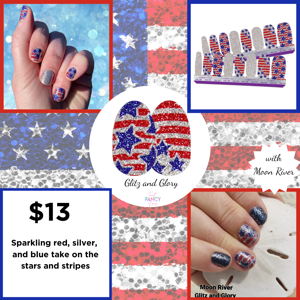 Glitz and Glory
FANCY
with
Moon River
$13
Sparkling red, silver,
and blue take on the
stars and stripes
Moon River
Glitz and Glory